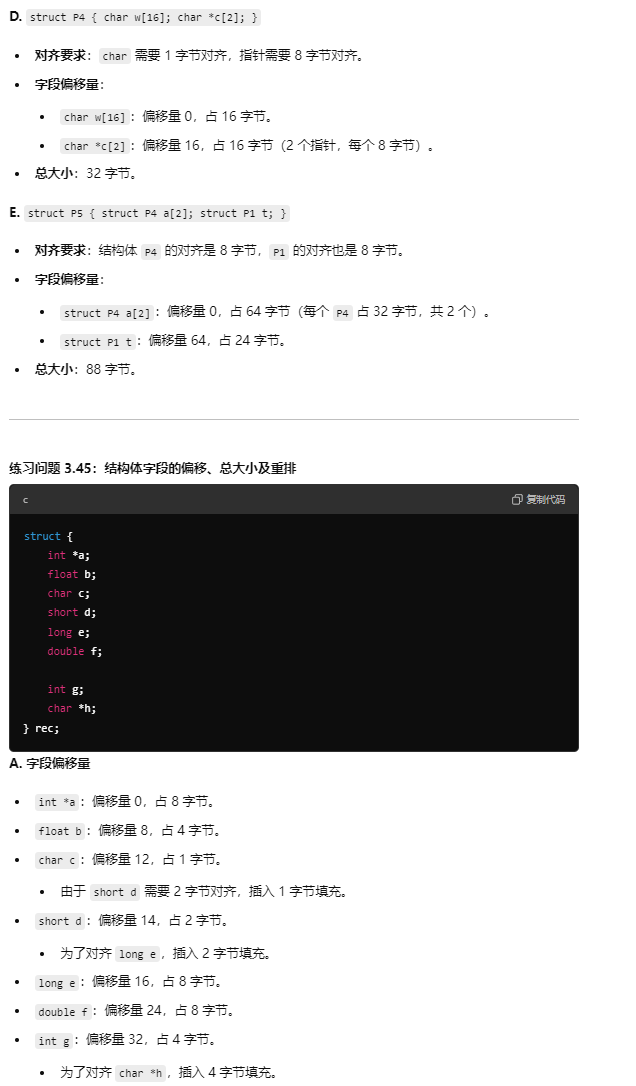 D. struct P4 { char w[16]; char *c[2]; }
• 对齐要求：char 需要 1 字节对齐，指针需要 8 字节对齐。
• 字段偏移量：
• char w[16]：偏移量 0，占 16 字节。
• char *c[2]：偏移量 16，占 16 字节（2 个指针，每个 8 字节）。
• 总大小：32 字节。
E. struct P5 { struct P4 a[2]; struct P1 t; }
• 对齐要求：结构体 P4 的对齐是 8 字节，P1 的对齐也是 8 字节。
• 字段偏移量：
• struct P4 a[2]：偏移量 0，占 64 字节（每个 P4 占 32 字节，共 2 个）。
• struct P1 t：偏移量 64，占 24 字节。
• 总大小：88 字节。
练习问题 3.45：结构体字段的偏移、总大小及重排
c 复制代码
struct {
int *a;
float b;
char c;
short d;
long e;
double f;
int g;
char *h;
} rec;
A. 字段偏移量
• int *a：偏移量 0，占 8 字节。
• float b：偏移量 8，占 4 字节。
• char c：偏移量 12，占 1 字节。
• 由于 short d 需要 2 字节对齐，插入 1 字节填充。
• short d：偏移量 14，占 2 字节。
• 为了对齐 long e，插入 2 字节填充。
• long e：偏移量 16，占 8 字节。
• double f：偏移量 24，占 8 字节。
• int g：偏移量 32，占 4 字节。
• 为了对齐 char *h，插入 4 字节填充。